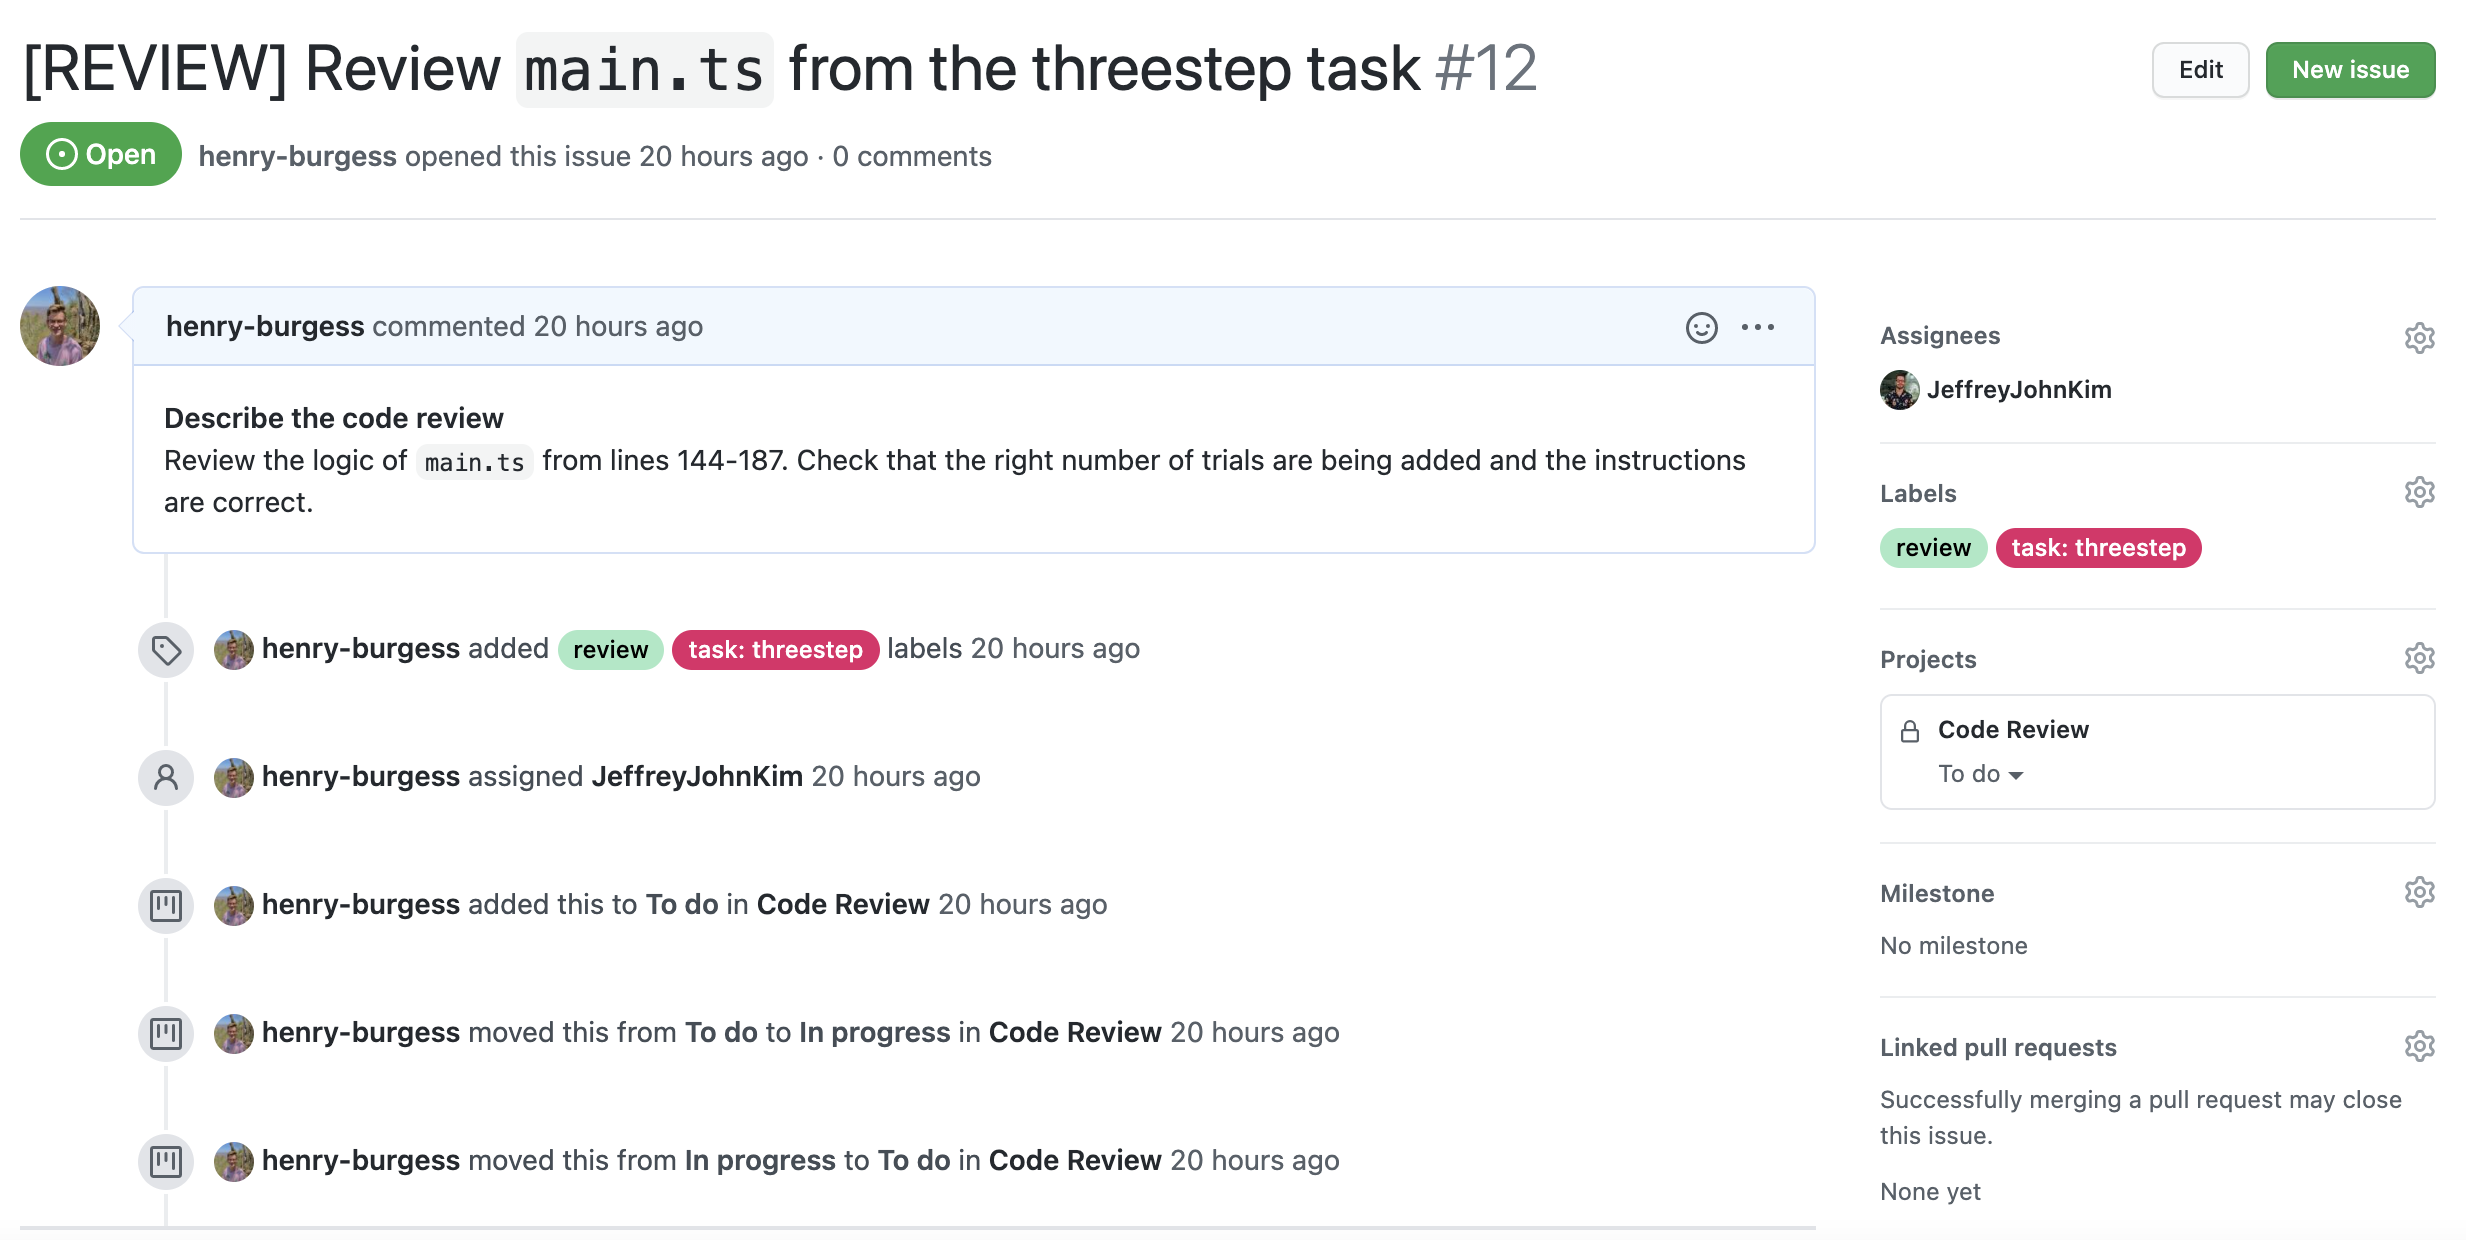 [REVIEW] Review main.ts from the threestep task #12
Edit
New issue
Open
henry-burgess opened this issue 20 hours ago · 0 comments
henry-burgess commented 20 hours ago
Describe the code review
Review the logic of main.ts from lines 144-187. Check that the right number of trials are being added and the instructions
are correct.
henry-burgess added review task: threestep labels 20 hours ago
henry-burgess assigned JeffreyJohnKim 20 hours ago
henry-burgess added this to To do in Code Review 20 hours ago
henry-burgess moved this from To do to In progress in Code Review 20 hours ago
henry-burgess moved this from In progress to To do in Code Review 20 hours ago
Assignees
JeffreyJohnKim
Labels
review task: threestep
Projects
Code Review
To do
Milestone
No milestone
Linked pull requests
Successfully merging a pull request may close
this issue.
None yet